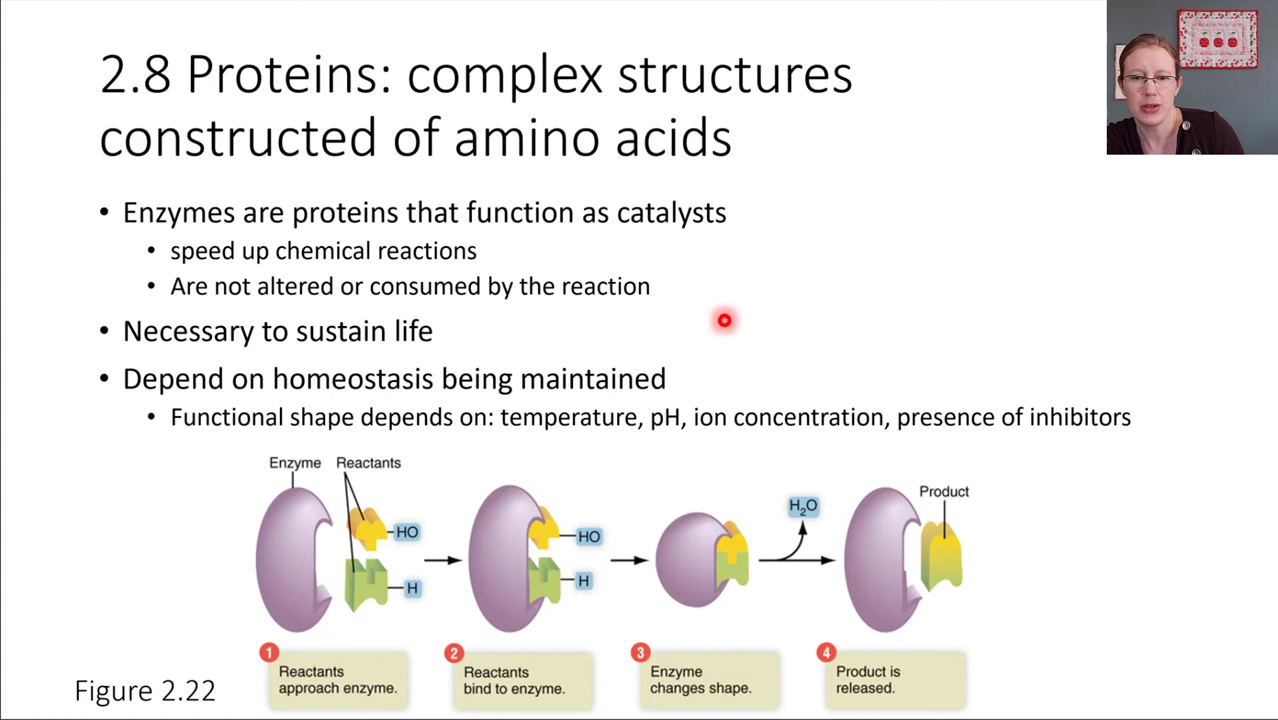 2.8 Proteins: complex structures
constructed of amino acids
• Enzymes are proteins that function as catalysts
• speed up chemical reactions
• Are not altered or consumed by the reaction
• Necessary to sustain life
• Depend on homeostasis being maintained
• Functional shape depends on: temperature, pH, ion concentration, presence of inhibitors
Enzyme Reactants
HO
H
HO
H
H₂O
Product
1 Reactants
approach enzyme.
2 Reactants
bind to enzyme.
3 Enzyme
changes shape.
4 Product is
released.
Figure 2.22